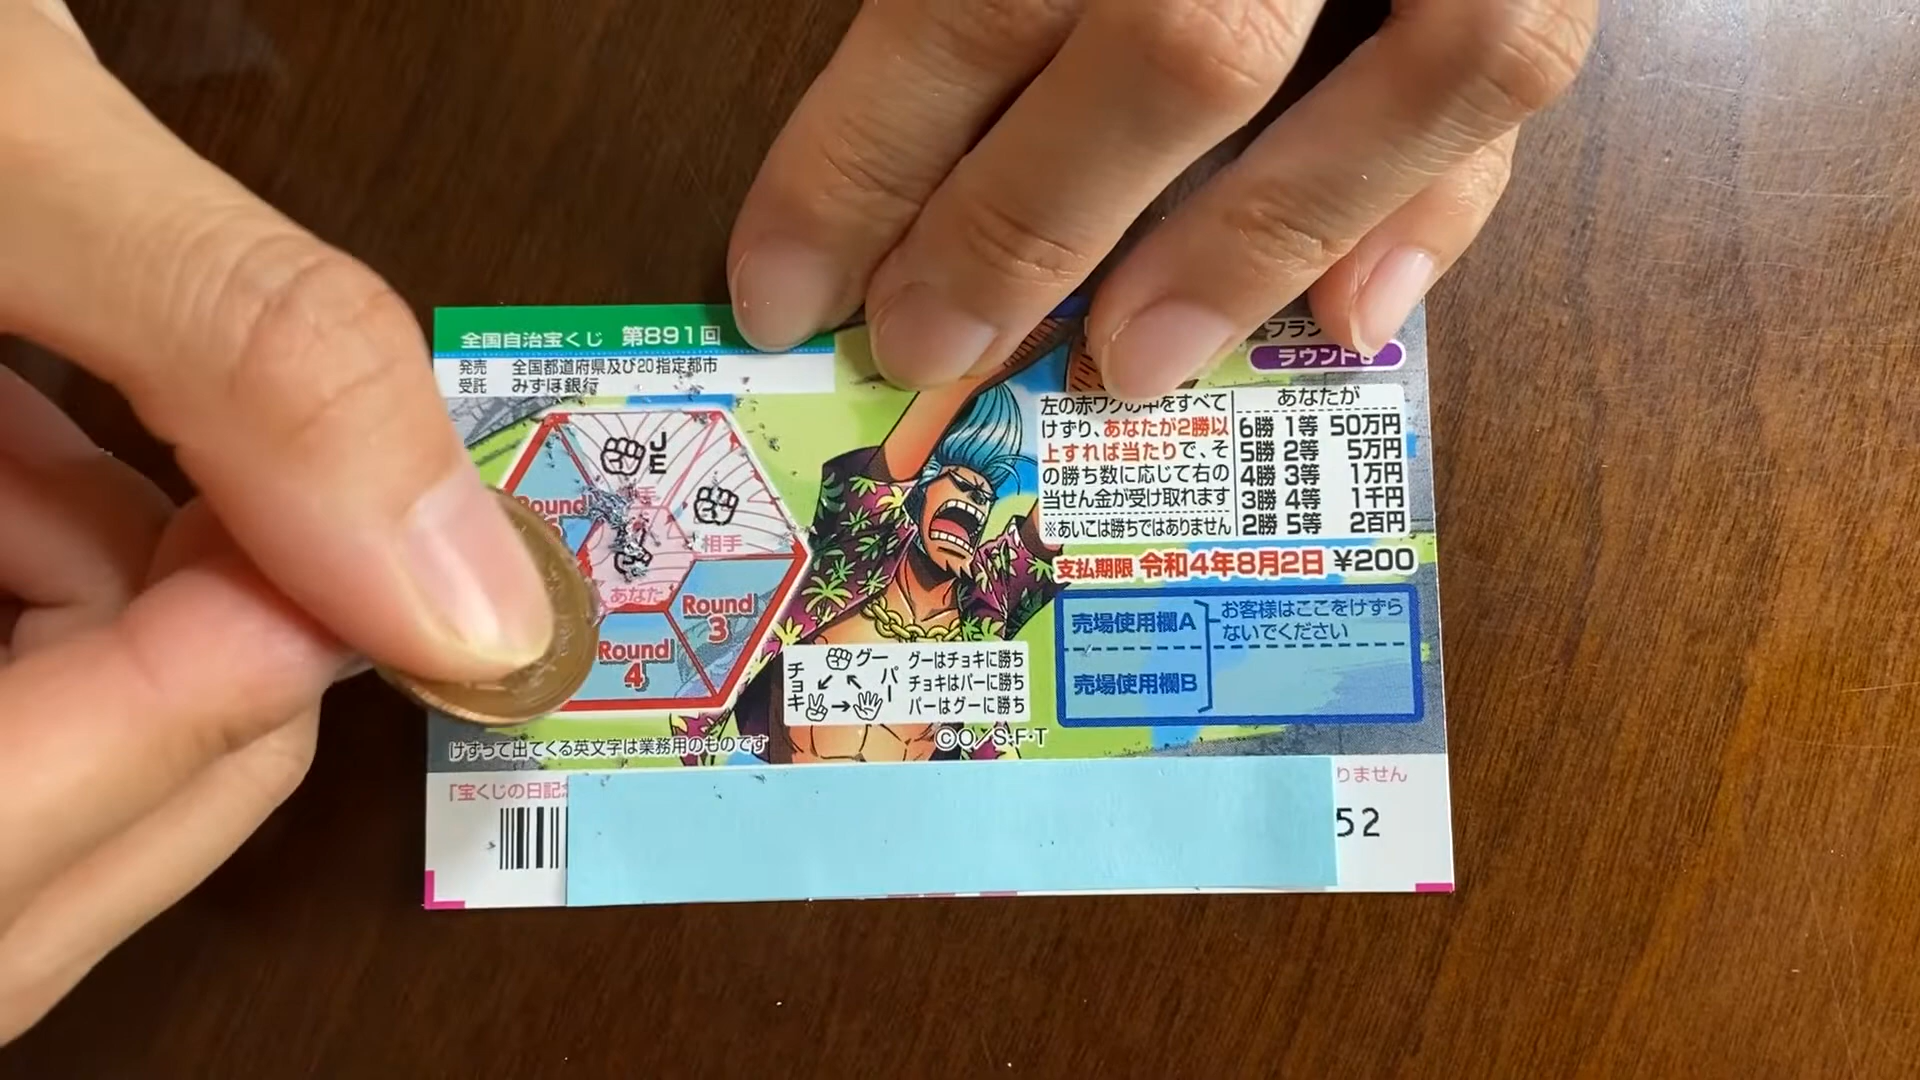 全国自治宝くじ 第891回
発売 全国都道府県及び20指定都市
受託 みずほ銀行
フラン
ラウンド
左の赤ワクの中をすべて
けずり、あなたが2勝以
上すれば当たりで、そ
の勝ち数に応じて右の
当せん金が受け取れます
※あいこは勝ちではありません
あなたが
6勝 1等 50万円
5勝 2等 5万円
4勝 3等 1万円
3勝 4等 1千円
2勝 5等 2百円
支払期限 令和4年8月2日 ¥200
J
E
相手
あなた
Round
3
Round
4
Round
グー
チョキ
パー
グーはチョキに勝ち
チョキはパーに勝ち
パーはグーに勝ち
売場使用欄A
売場使用欄B
お客様はここをけずら
ないでください
©O/S・F・T
けずって出てくる英文字は業務用のものです
「宝くじの日記
りません
52